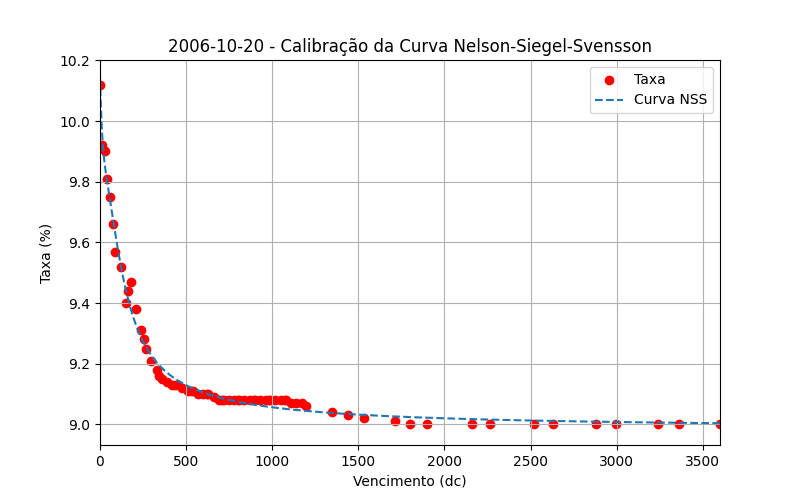 2006-10-20 - Calibração da Curva Nelson-Siegel-Svensson
Taxa
Curva NSS
10.2
10.0
9.8
9.6
9.4
9.2
9.0
Taxa (%)
0 500 1000 1500 2000 2500 3000 3500
Vencimento (dc)